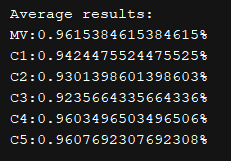 Average results:
MV:0.9615384615384615%
C1:0.9424475524475525%
C2:0.9301398601398603%
C3:0.9235664335664336%
C4:0.9603496503496506%
C5:0.9607692307692308%